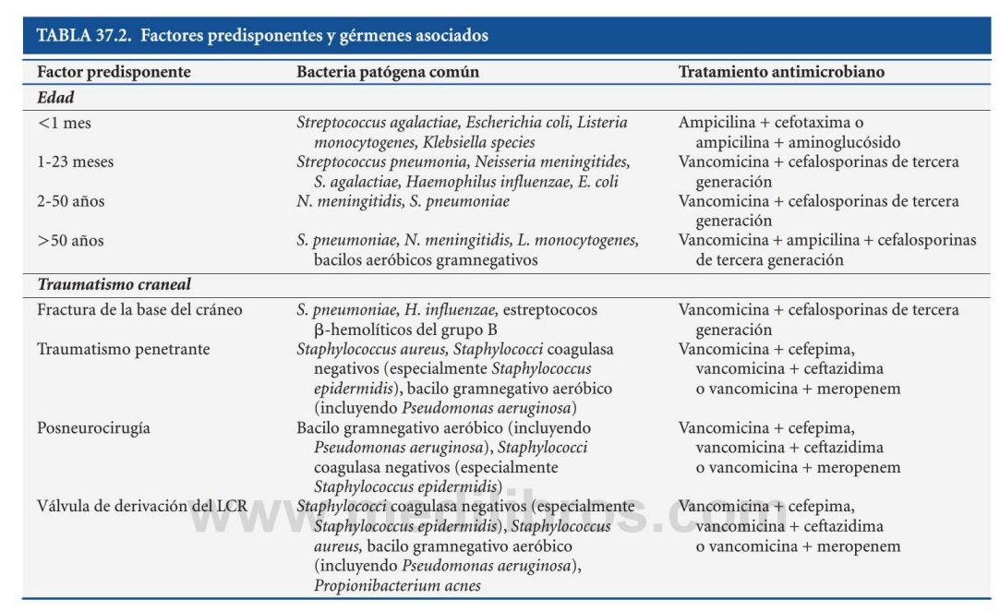 TABLA 37.2. Factores predisponentes y gérmenes asociados
Factor predisponente Bacteria patógena común Tratamiento antimicrobiano
Edad
<1 mes Streptococcus agalactiae, Escherichia coli, Listeria Ampicilina + cefotaxima o
monocytogenes, Klebsiella species ampicilina + aminoglucósido
1-23 meses Streptococcus pneumonia, Neisseria meningitides, Vancomicina + cefalosporinas de tercera
S. agalactiae, Haemophilus influenzae, E. coli generación
2-50 años N. meningitidis, S. pneumoniae Vancomicina + cefalosporinas de tercera
generación
>50 años S. pneumoniae, N. meningitidis, L. monocytogenes, Vancomicina + ampicilina + cefalosporinas
bacilos aeróbicos gramnegativos de tercera generación
Traumatismo craneal
Fractura de la base del cráneo S. pneumoniae, H. influenzae, estreptococos Vancomicina + cefalosporinas de tercera
β-hemolíticos del grupo B generación
Traumatismo penetrante Staphylococcus aureus, Staphylococci coagulasa Vancomicina + cefepima,
negativos (especialmente Staphylococcus vancomicina + ceftazidima
epidermidis), bacilo gramnegativo aeróbico o vancomicina + meropenem
(incluyendo Pseudomonas aeruginosa)
Posneurocirugía Bacilo gramnegativo aeróbico (incluyendo Vancomicina + cefepima,
Pseudomonas aeruginosa), Staphylococci vancomicina + ceftazidima
coagulasa negativos (especialmente o vancomicina + meropenem
Staphylococcus epidermidis)
Válvula de derivación del LCR Staphylococci coagulasa negativos (especialmente Vancomicina + cefepima,
www.medilibros.com
Staphylococcus epidermidis), Staphylococcus vancomicina + ceftazidima
aureus, bacilo gramnegativo aeróbico o vancomicina + meropenem
(incluyendo Pseudomonas aeruginosa),
Propionibacterium acnes